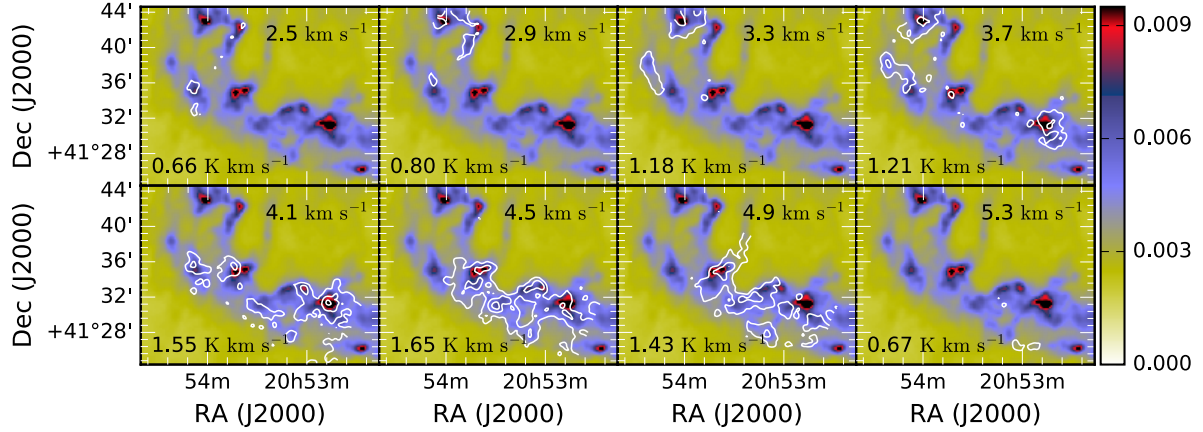 44'
40'
36'
32'
+41°28'
Dec (J2000)
2.5 km s⁻¹
0.66 K km s⁻¹
2.9 km s⁻¹
0.80 K km s⁻¹
3.3 km s⁻¹
1.18 K km s⁻¹
3.7 km s⁻¹
1.21 K km s⁻¹
44'
40'
36'
32'
+41°28'
Dec (J2000)
4.1 km s⁻¹
1.55 K km s⁻¹
4.5 km s⁻¹
1.65 K km s⁻¹
4.9 km s⁻¹
1.43 K km s⁻¹
5.3 km s⁻¹
0.67 K km s⁻¹
54m 20h53m
54m 20h53m
54m 20h53m
54m 20h53m
RA (J2000)
RA (J2000)
RA (J2000)
RA (J2000)
0.009
0.006
0.003
0.000